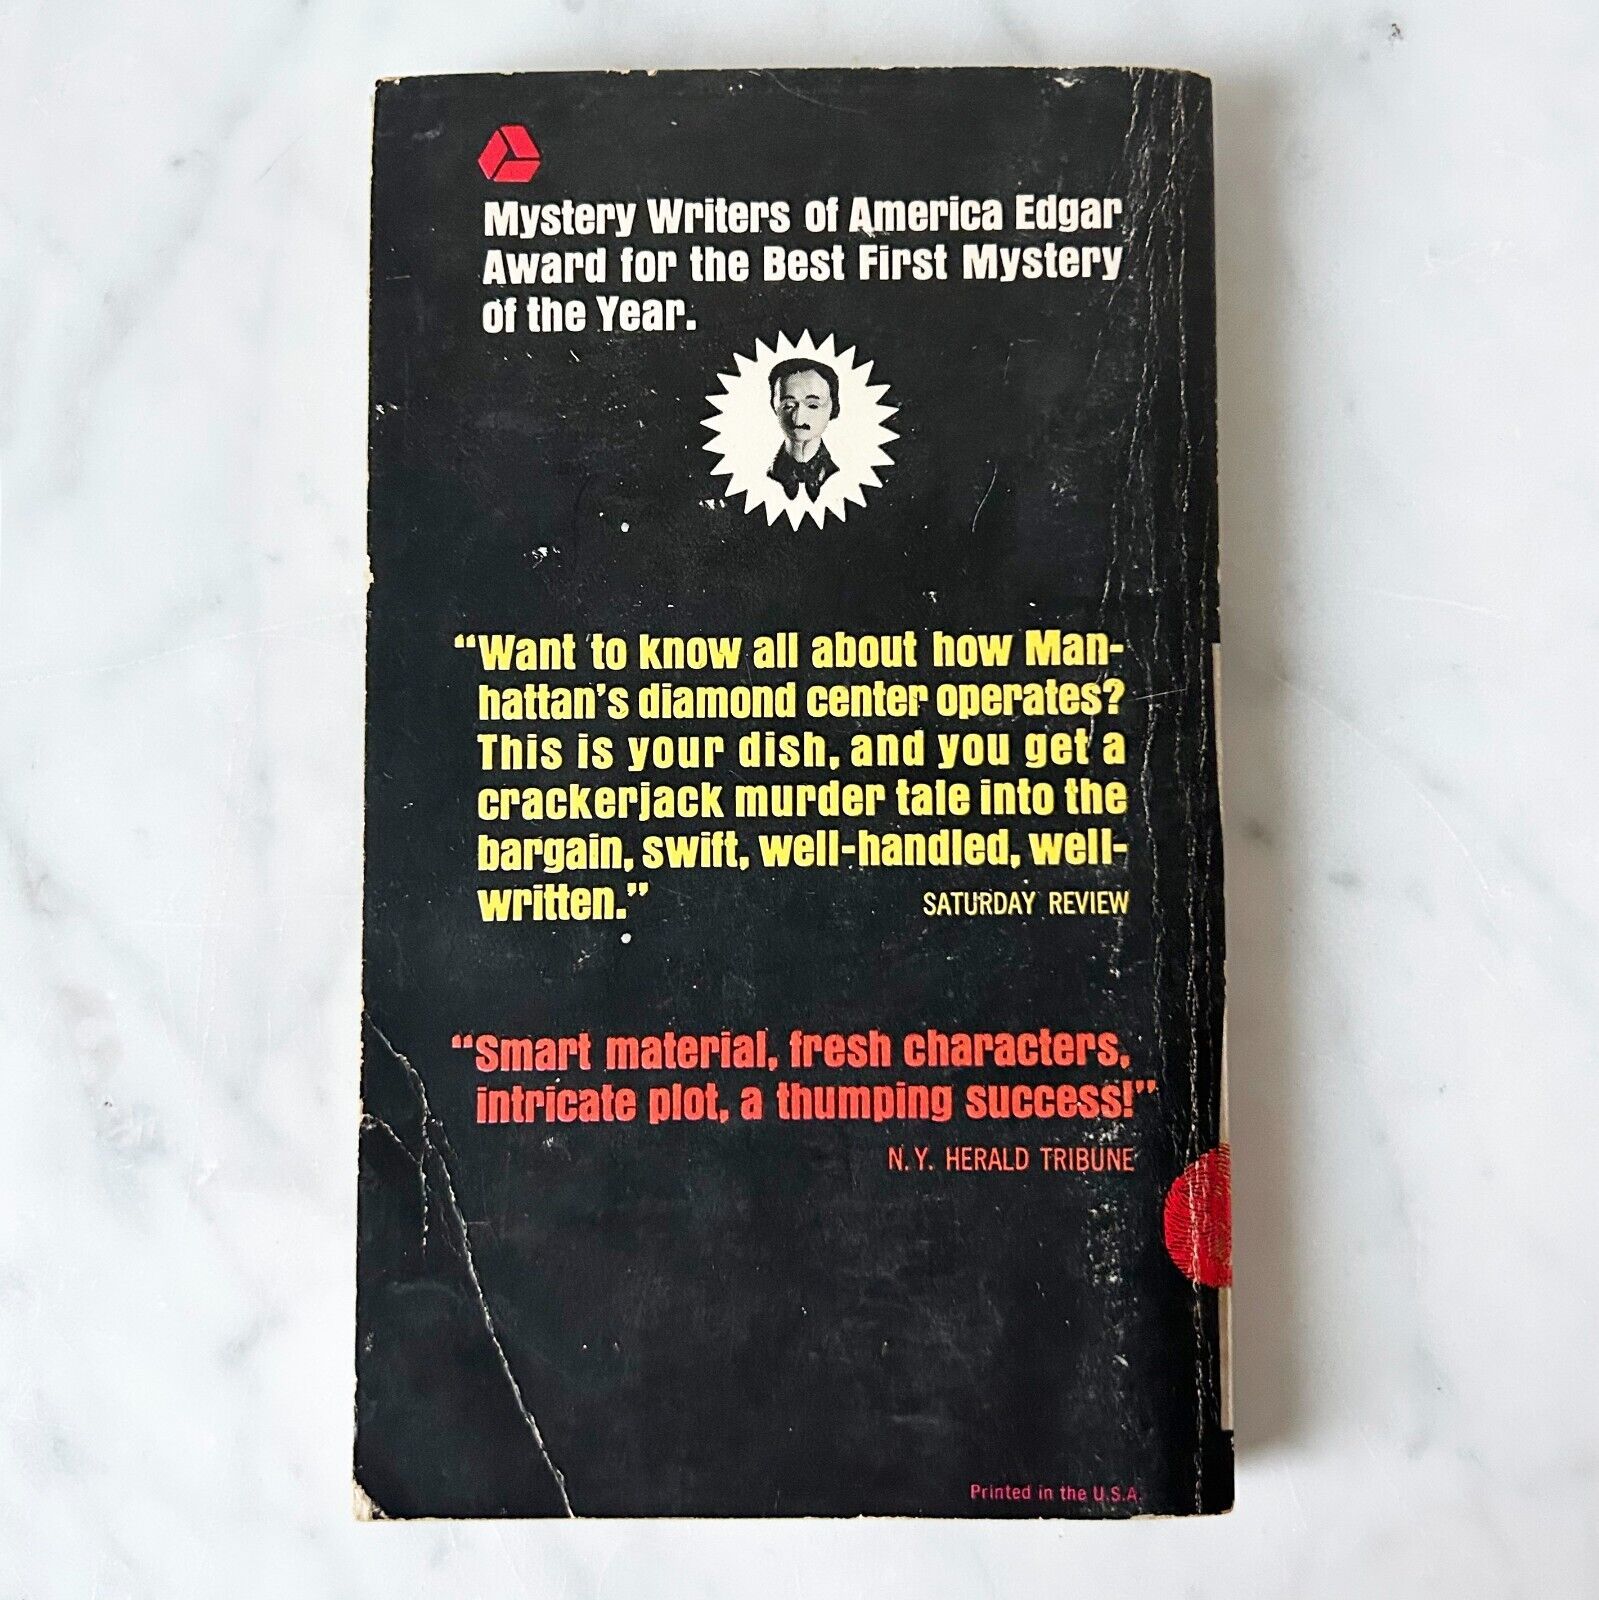 Mystery Writers of America Edgar
Award for the Best First Mystery
of the Year.
“Want to know all about how Man-
hattan’s diamond center operates?
This is your dish, and you get a
crackerjack murder tale into the
bargain, swift, well-handled, well-
written.” SATURDAY REVIEW
“Smart material, fresh characters,
intricate plot, a thumping success!”
N.Y. HERALD TRIBUNE
Printed in the U.S.A.